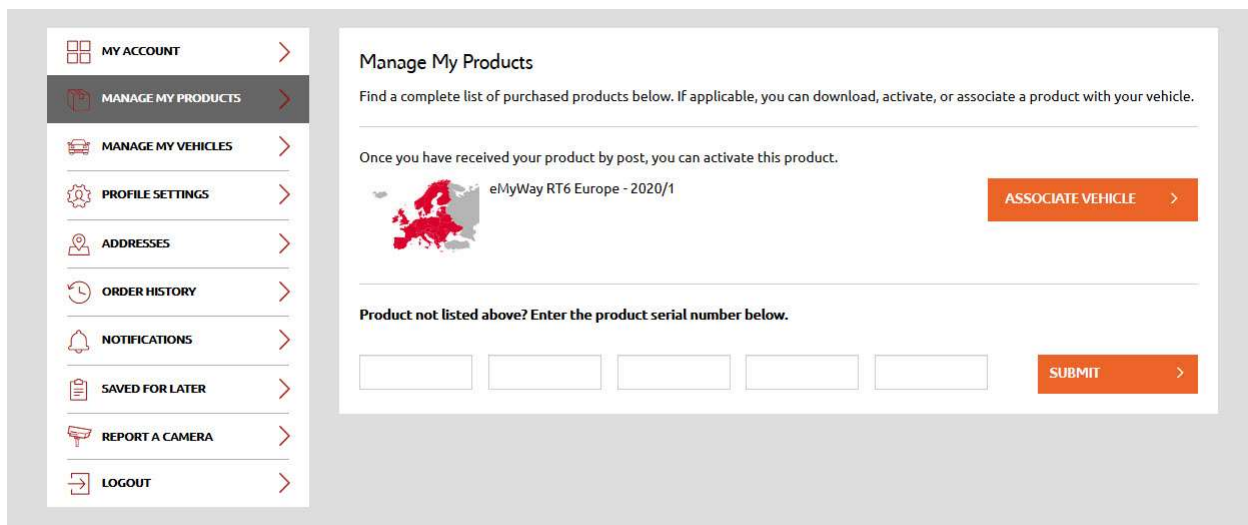 MY ACCOUNT
MANAGE MY PRODUCTS
MANAGE MY VEHICLES
PROFILE SETTINGS
ADDRESSES
ORDER HISTORY
NOTIFICATIONS
SAVED FOR LATER
REPORT A CAMERA
LOGOUT
Manage My Products
Find a complete list of purchased products below. If applicable, you can download, activate, or associate a product with your vehicle.
Once you have received your product by post, you can activate this product.
eMyWay RT6 Europe - 2020/1
ASSOCIATE VEHICLE
Product not listed above? Enter the product serial number below.
SUBMIT